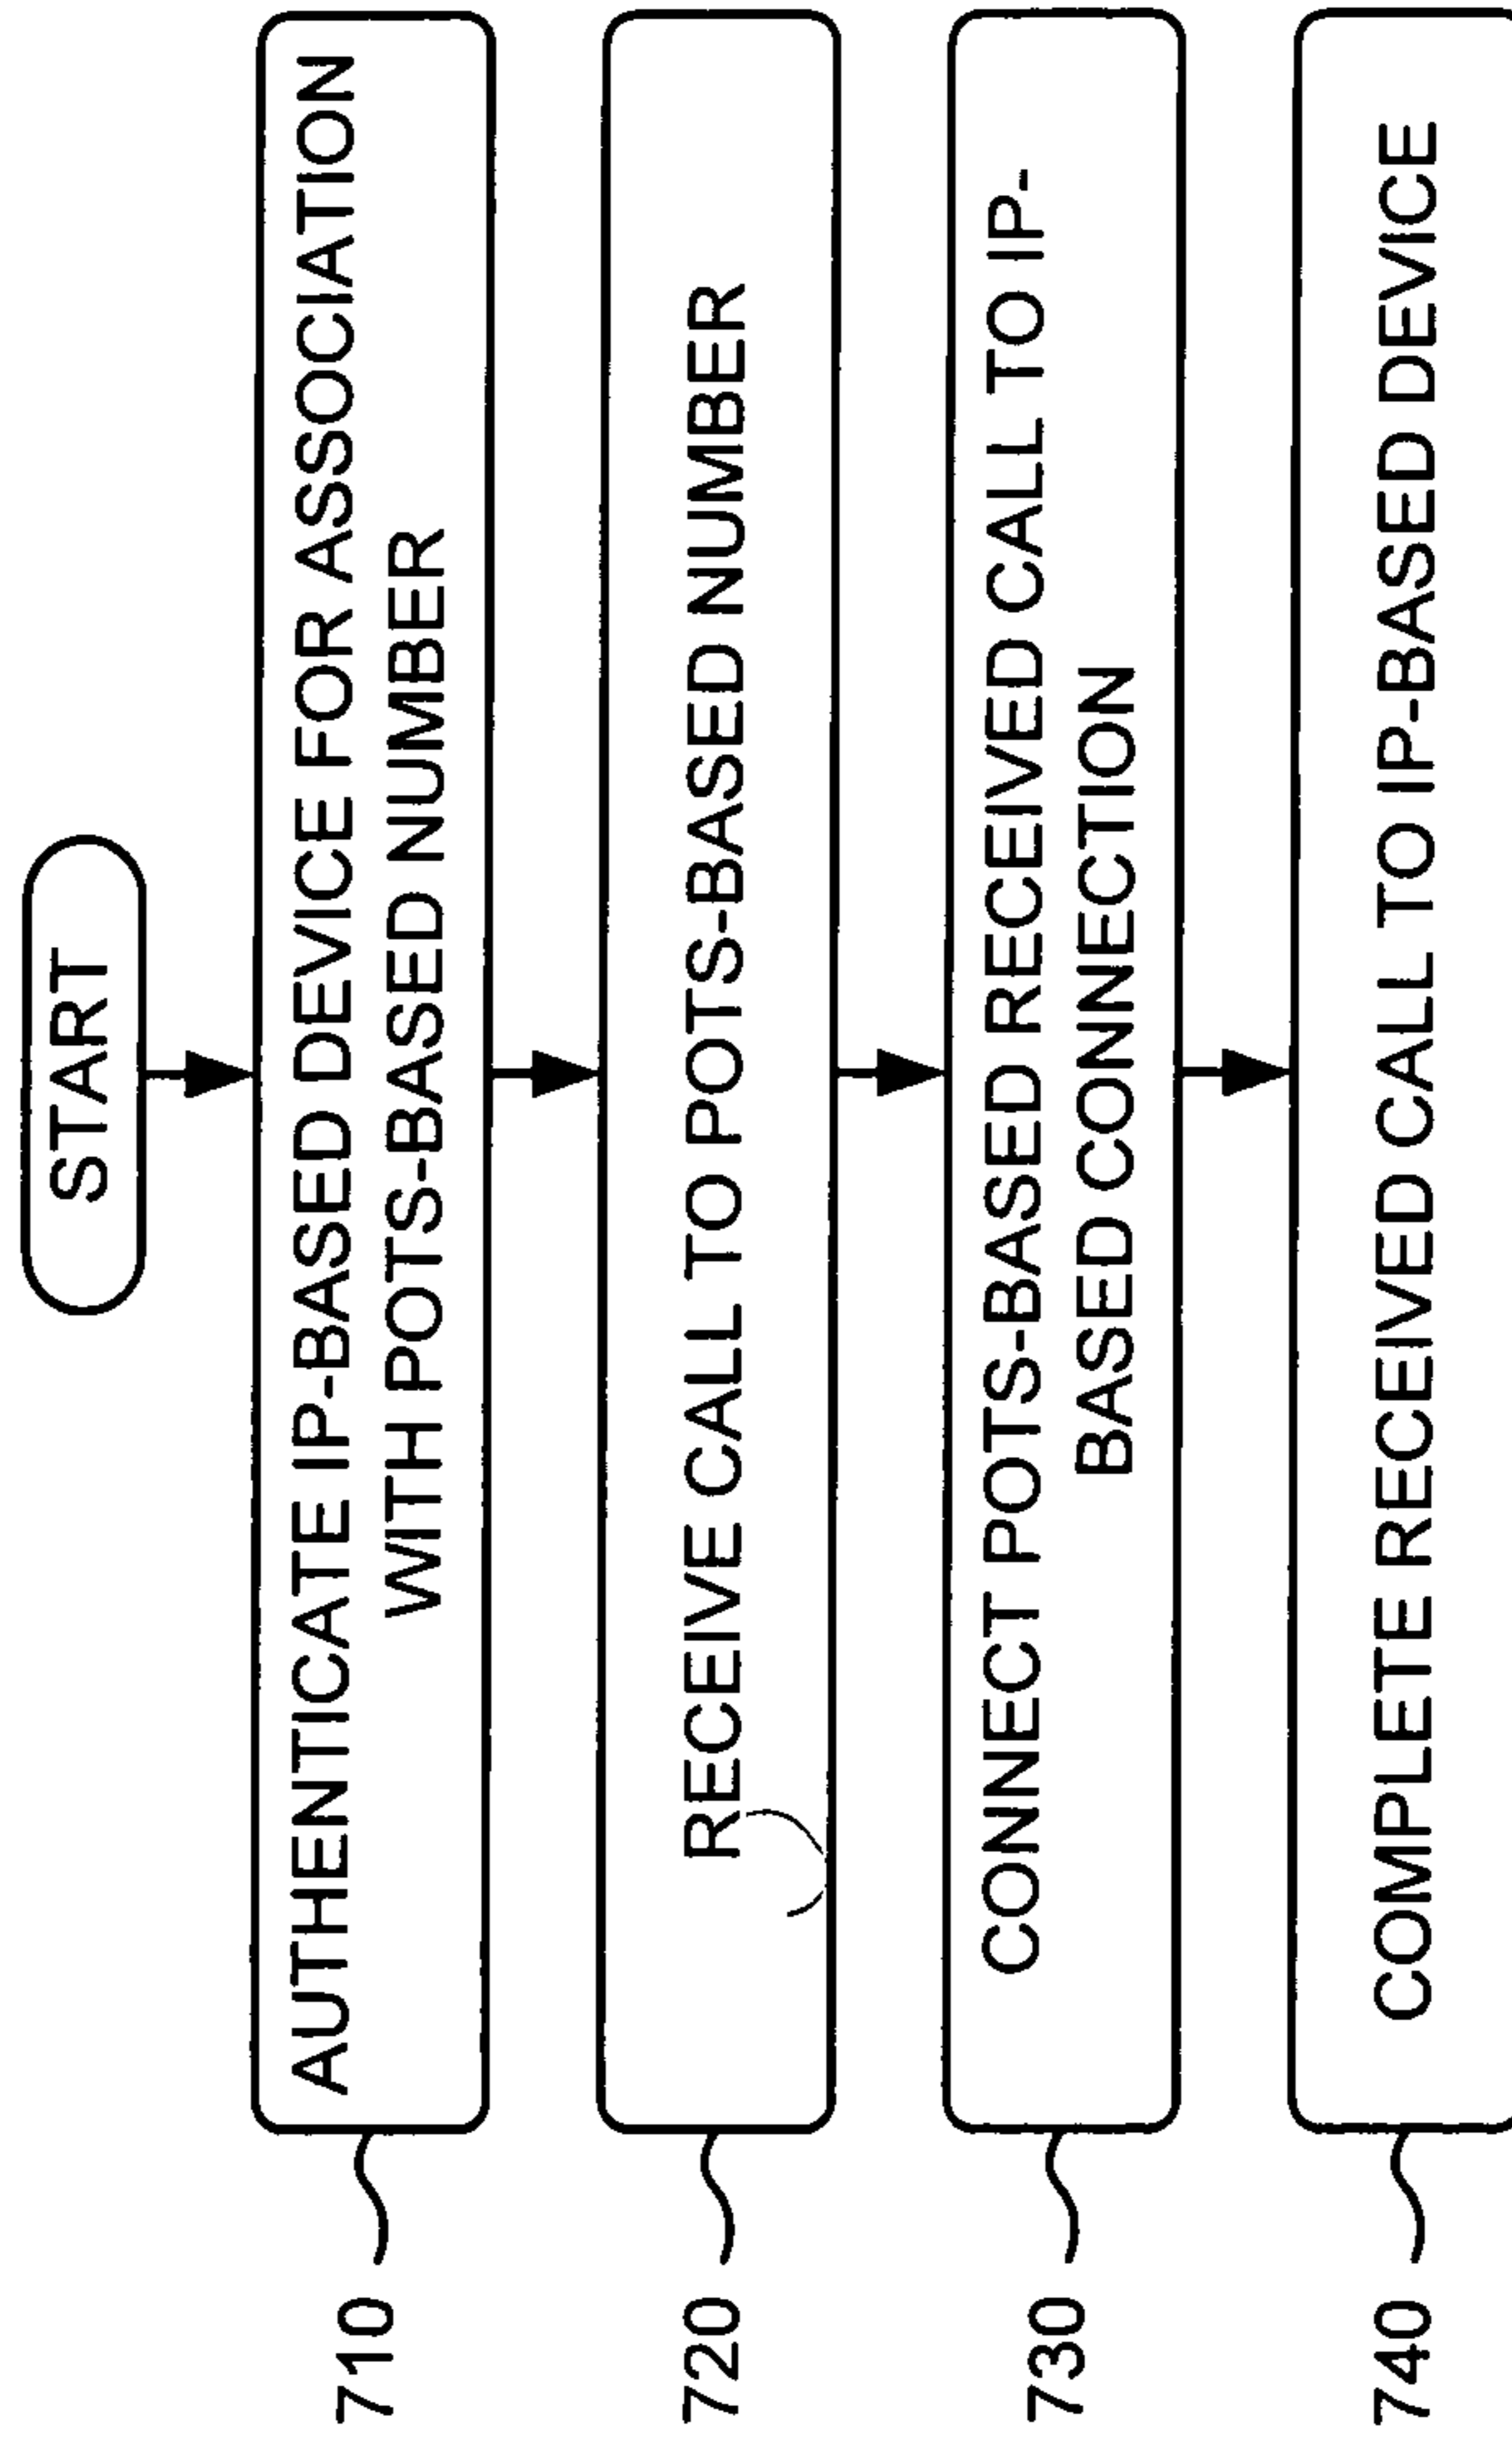 START
710
AUTHENTICATE IP-BASED DEVICE FOR ASSOCIATION
WITH POTS-BASED NUMBER
720
RECEIVE CALL TO POTS-BASED NUMBER
730
CONNECT POTS-BASED RECEIVED CALL TO IP-
BASED CONNECTION
740
COMPLETE RECEIVED CALL TO IP-BASED DEVICE